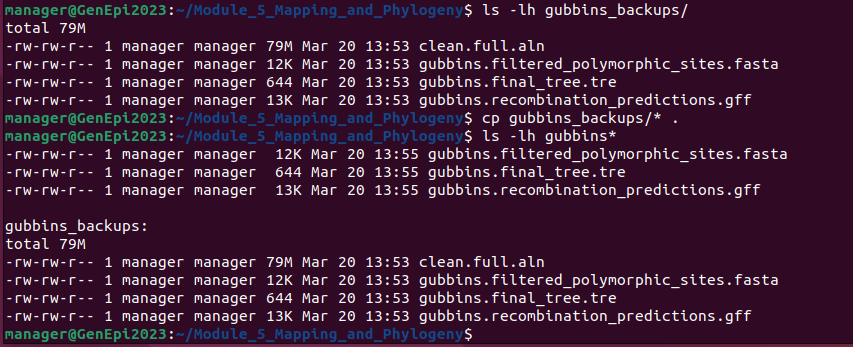 manager@GenEpi2023:~/Module_5_Mapping_and_Phylogeny$ ls -lh gubbins_backups/
total 79M
-rw-rw-r-- 1 manager manager 79M Mar 20 13:53 clean.full.aln
-rw-rw-r-- 1 manager manager 12K Mar 20 13:53 gubbins.filtered_polymorphic_sites.fasta
-rw-rw-r-- 1 manager manager 644 Mar 20 13:53 gubbins.final_tree.tre
-rw-rw-r-- 1 manager manager 13K Mar 20 13:53 gubbins.recombination_predictions.gff
manager@GenEpi2023:~/Module_5_Mapping_and_Phylogeny$ cp gubbins_backups/* .
manager@GenEpi2023:~/Module_5_Mapping_and_Phylogeny$ ls -lh gubbins*
-rw-rw-r-- 1 manager manager  12K Mar 20 13:55 gubbins.filtered_polymorphic_sites.fasta
-rw-rw-r-- 1 manager manager  644 Mar 20 13:55 gubbins.final_tree.tre
-rw-rw-r-- 1 manager manager  13K Mar 20 13:55 gubbins.recombination_predictions.gff

gubbins_backups:
total 79M
-rw-rw-r-- 1 manager manager 79M Mar 20 13:53 clean.full.aln
-rw-rw-r-- 1 manager manager 12K Mar 20 13:53 gubbins.filtered_polymorphic_sites.fasta
-rw-rw-r-- 1 manager manager 644 Mar 20 13:53 gubbins.final_tree.tre
-rw-rw-r-- 1 manager manager 13K Mar 20 13:53 gubbins.recombination_predictions.gff
manager@GenEpi2023:~/Module_5_Mapping_and_Phylogeny$